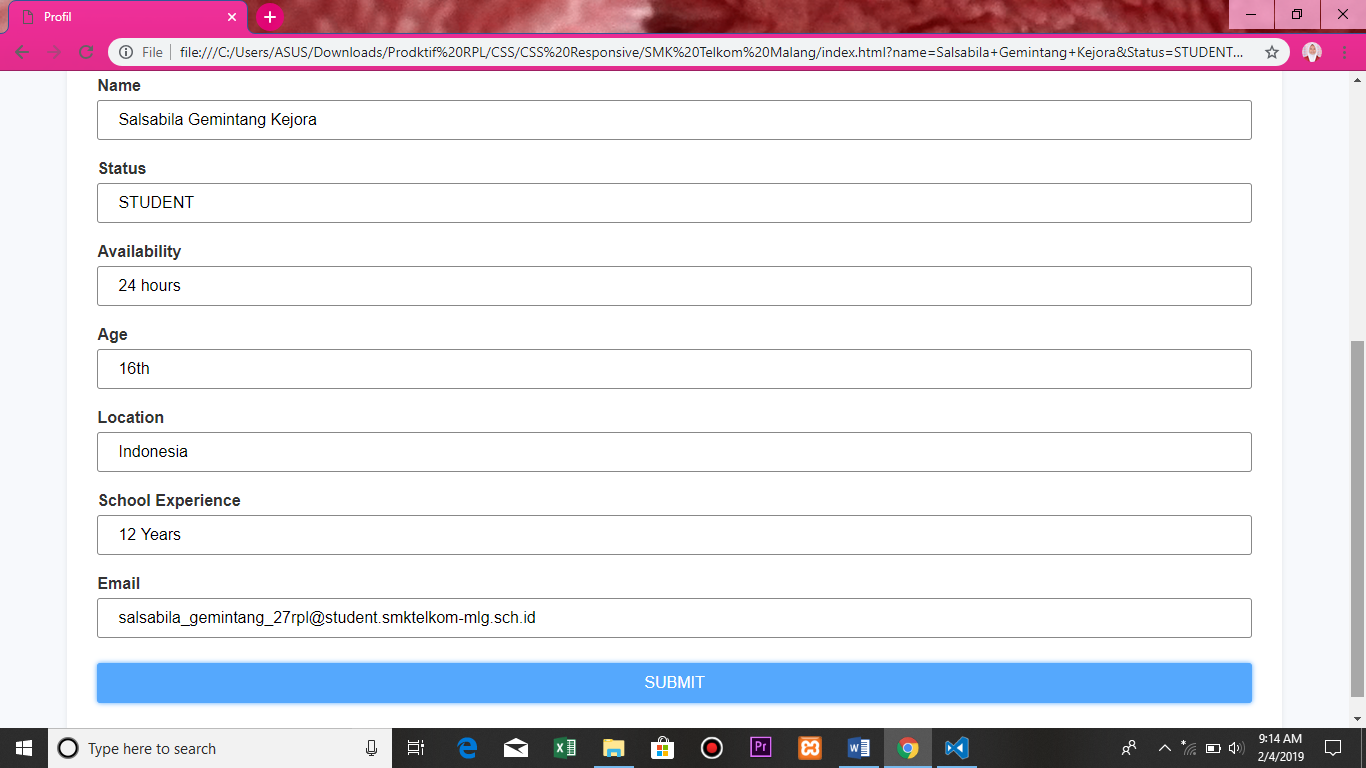 Profil
File
file:///C:/Users/ASUS/Downloads/Prodktif%20RPL/CSS/CSS%20Responsive/SMK%20Telkom%20Malang/index.html?name=Salsabila+Gemintang+Kejora&Status=STUDENT...
Name
Salsabila Gemintang Kejora
Status
STUDENT
Availability
24 hours
Age
16th
Location
Indonesia
School Experience
12 Years
Email
salsabila_gemintang_27rpl@student.smktelkom-mlg.sch.id
SUBMIT
Type here to search
Pr
9:14 AM
2/4/2019